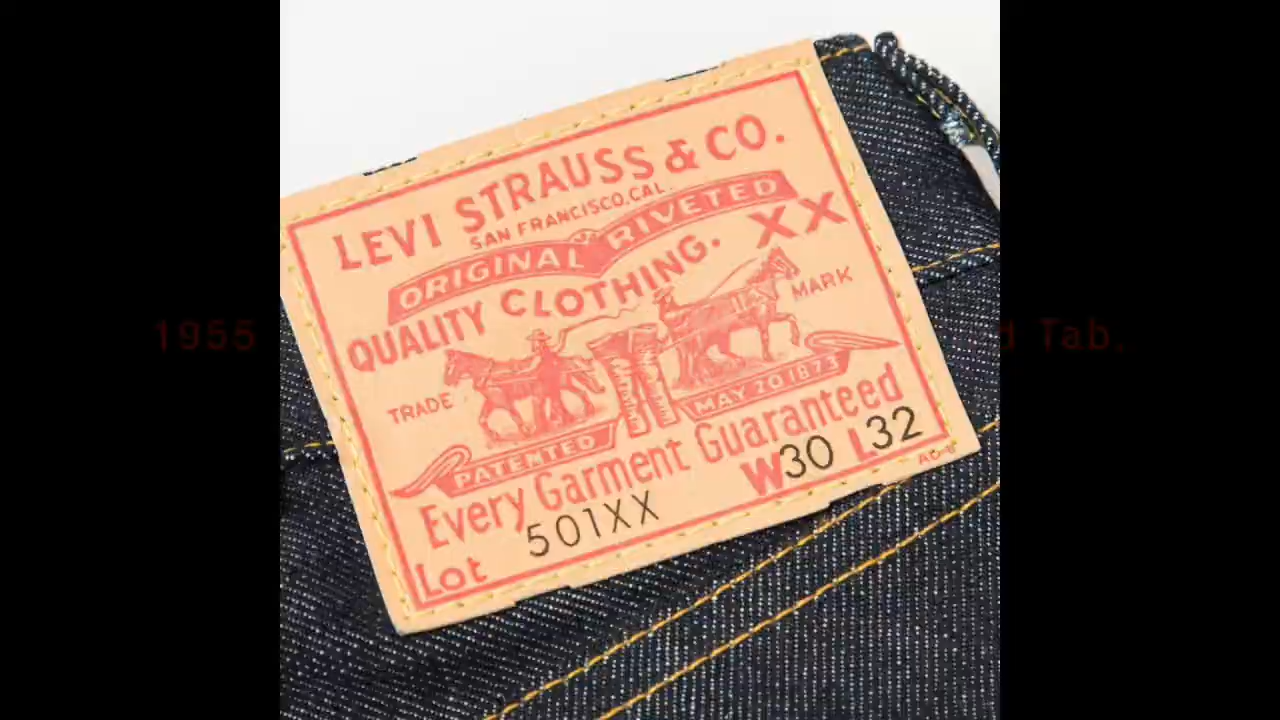 LEVI STRAUSS & CO.
SAN FRANCISCO, CAL.
ORIGINAL RIVETED
QUALITY CLOTHING. XX
TRADE MARK
PATENTED MAY 20 1873
Every Garment Guaranteed
Lot 501XX W30 L32
1955
Tab.